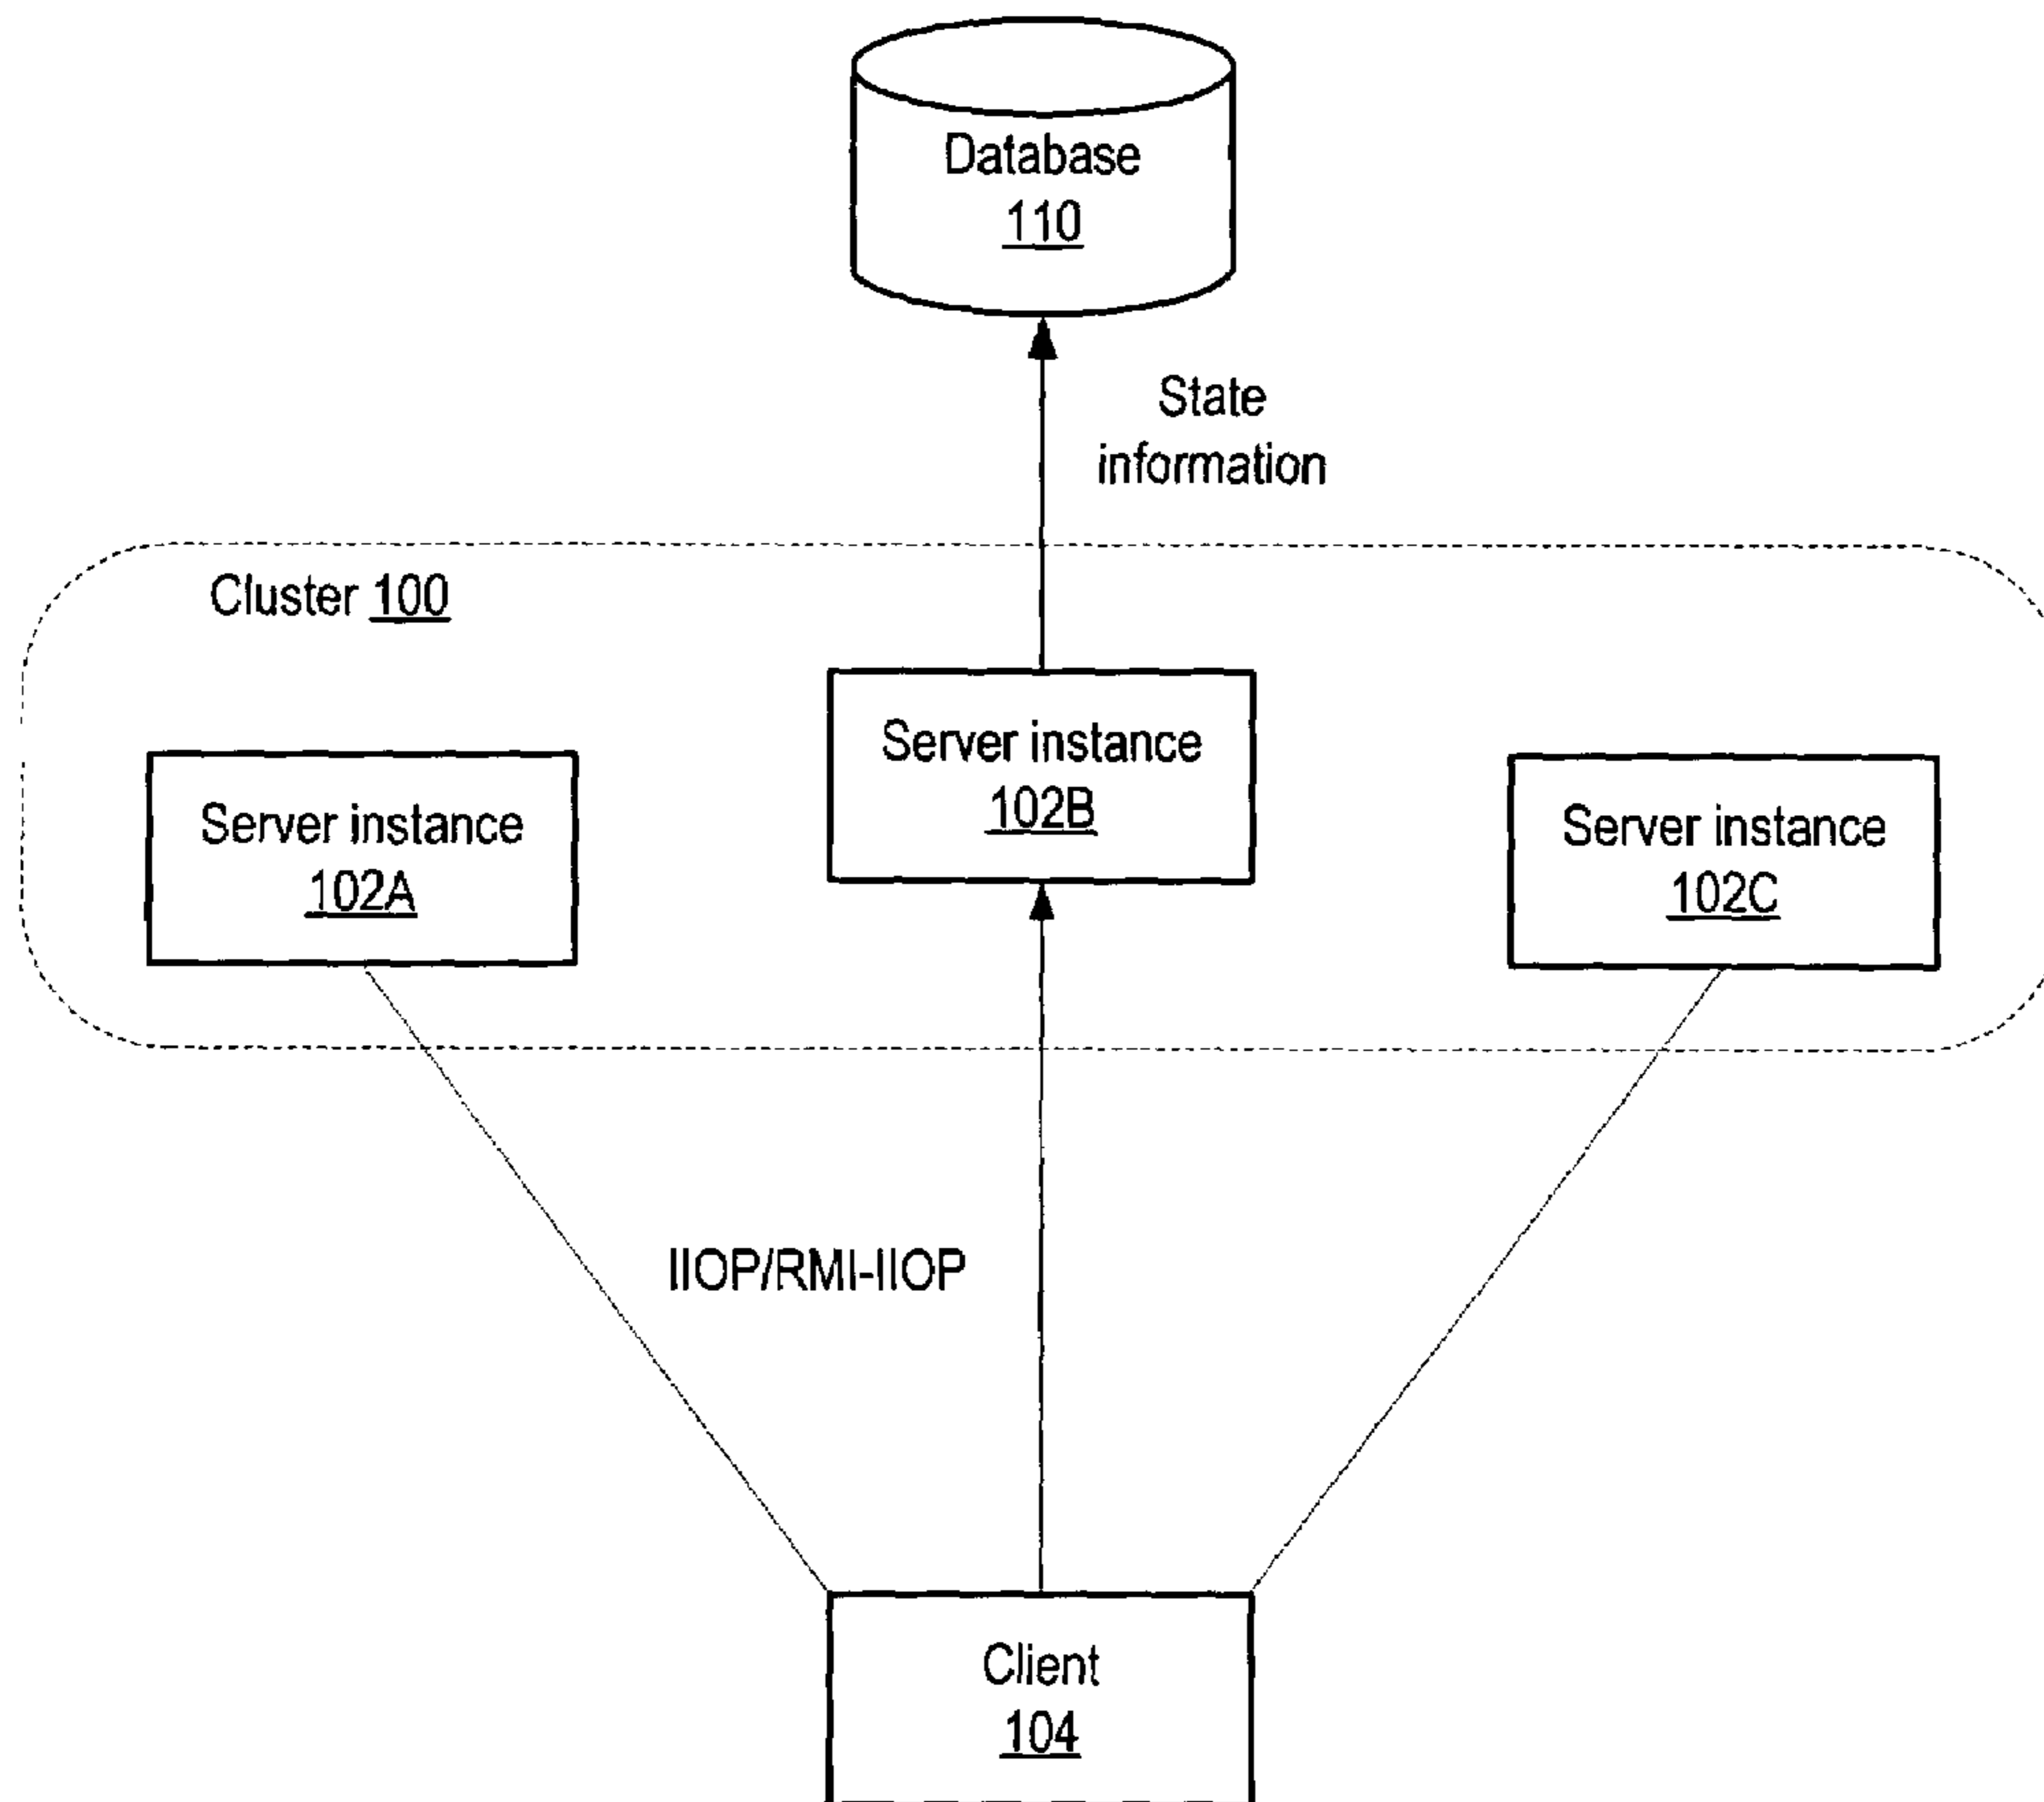 Database
110
State
information
Cluster 100
Server instance
102B
Server instance
102A
Server instance
102C
IIOP/RMI-IIOP
Client
104